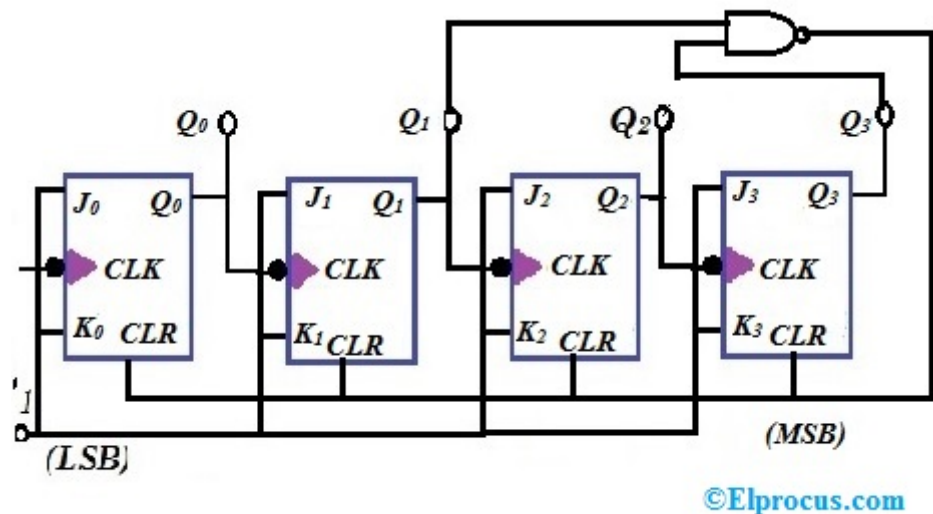 Q0 Q1 Q2 Q3
J0 Q0 J1 Q1 J2 Q2 J3 Q3
CLK CLK CLK CLK
K0 CLR K1 CLR K2 CLR K3 CLR
'1
(LSB) (MSB)
©Elprocus.com